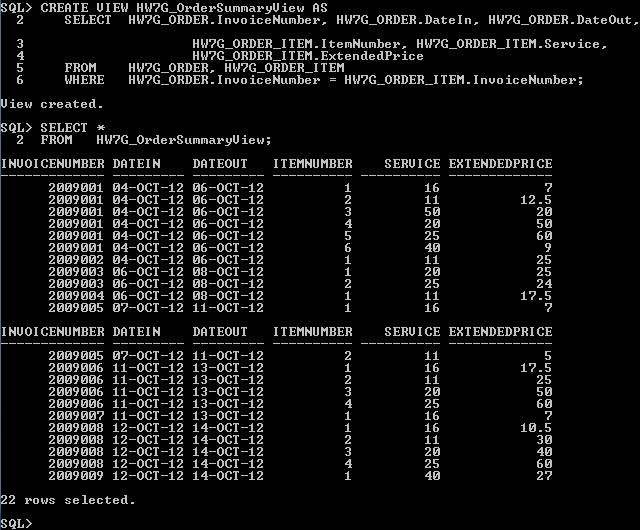 SQL> CREATE VIEW HW7G_OrderSummaryView AS
2 SELECT HW7G_ORDER.InvoiceNumber, HW7G_ORDER.DateIn, HW7G_ORDER.DateOut,
3 HW7G_ORDER_ITEM.ItemNumber, HW7G_ORDER_ITEM.Service,
4 HW7G_ORDER_ITEM.ExtendedPrice
5 FROM HW7G_ORDER, HW7G_ORDER_ITEM
6 WHERE HW7G_ORDER.InvoiceNumber = HW7G_ORDER_ITEM.InvoiceNumber;
View created.
SQL> SELECT *
2 FROM HW7G_OrderSummaryView;
INVOICENUMBER DATEIN DATEOUT ITEMNUMBER SERVICE EXTENDEDPRICE
------------- --------- --------- ---------- ---------- -------------
2009001 04-OCT-12 06-OCT-12 1 16 7
2009001 04-OCT-12 06-OCT-12 2 11 12.5
2009001 04-OCT-12 06-OCT-12 3 50 20
2009001 04-OCT-12 06-OCT-12 4 20 50
2009001 04-OCT-12 06-OCT-12 5 25 60
2009001 04-OCT-12 06-OCT-12 6 40 9
2009002 04-OCT-12 06-OCT-12 1 11 25
2009003 06-OCT-12 08-OCT-12 1 20 25
2009003 06-OCT-12 08-OCT-12 2 25 24
2009004 06-OCT-12 08-OCT-12 1 11 17.5
2009005 07-OCT-12 11-OCT-12 1 16 7
INVOICENUMBER DATEIN DATEOUT ITEMNUMBER SERVICE EXTENDEDPRICE
------------- --------- --------- ---------- ---------- -------------
2009005 07-OCT-12 11-OCT-12 2 11 5
2009006 11-OCT-12 13-OCT-12 1 16 17.5
2009006 11-OCT-12 13-OCT-12 2 11 25
2009006 11-OCT-12 13-OCT-12 3 20 50
2009006 11-OCT-12 13-OCT-12 4 25 60
2009007 11-OCT-12 13-OCT-12 1 16 7
2009008 12-OCT-12 14-OCT-12 1 16 10.5
2009008 12-OCT-12 14-OCT-12 2 11 30
2009008 12-OCT-12 14-OCT-12 3 20 40
2009008 12-OCT-12 14-OCT-12 4 25 60
2009009 12-OCT-12 14-OCT-12 1 40 27
22 rows selected.
SQL>